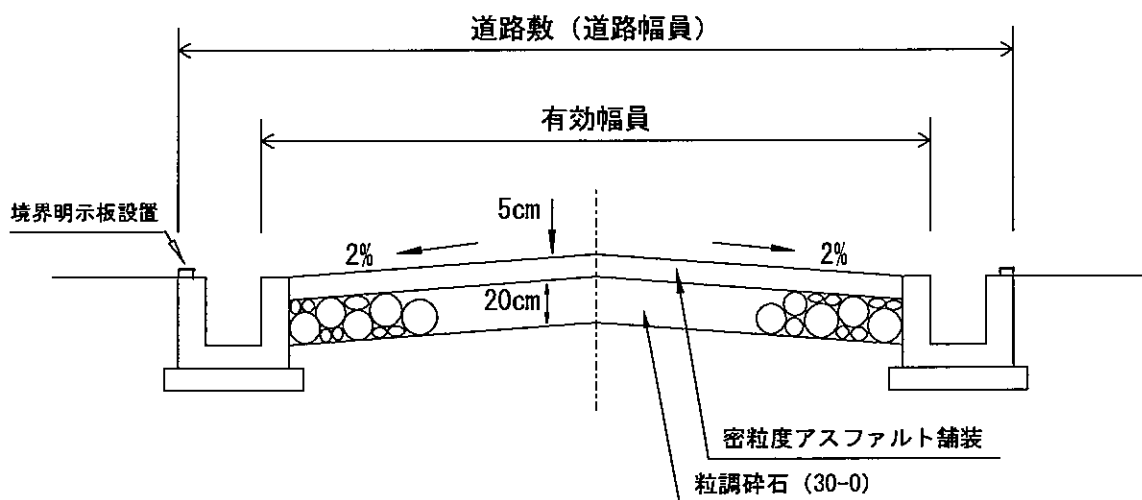 道路敷（道路幅員）
有効幅員
境界明示板設置
5cm
2%
2%
20cm
密粒度アスファルト舗装
粒調砕石（30-0）